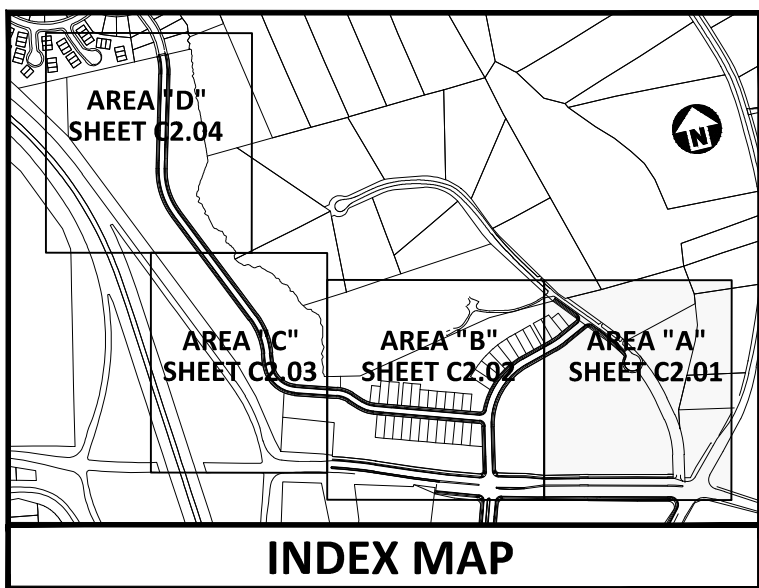 AREA "D"
SHEET C2.04
N
AREA "C"
SHEET C2.03
AREA "B"
SHEET C2.02
AREA "A"
SHEET C2.01
INDEX MAP